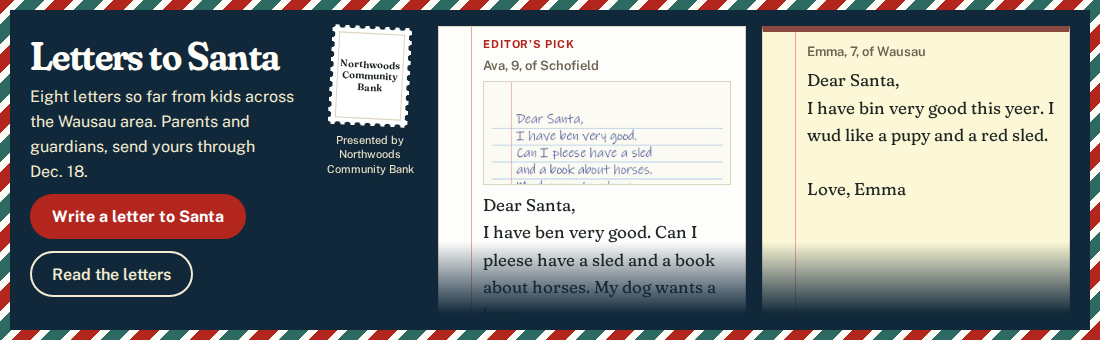 Letters to Santa
Eight letters so far from kids across
the Wausau area. Parents and
guardians, send yours through
Dec. 18.
Write a letter to Santa
Read the letters
Northwoods
Community
Bank
Presented by
Northwoods
Community Bank
EDITOR'S PICK
Ava, 9, of Schofield
Dear Santa,
I have ben very good.
Can I pleese have a sled
and a book about horses.
Dear Santa,
I have ben very good. Can I
pleese have a sled and a book
about horses. My dog wants a
Emma, 7, of Wausau
Dear Santa,
I have bin very good this yeer. I
wud like a pupy and a red sled.
Love, Emma